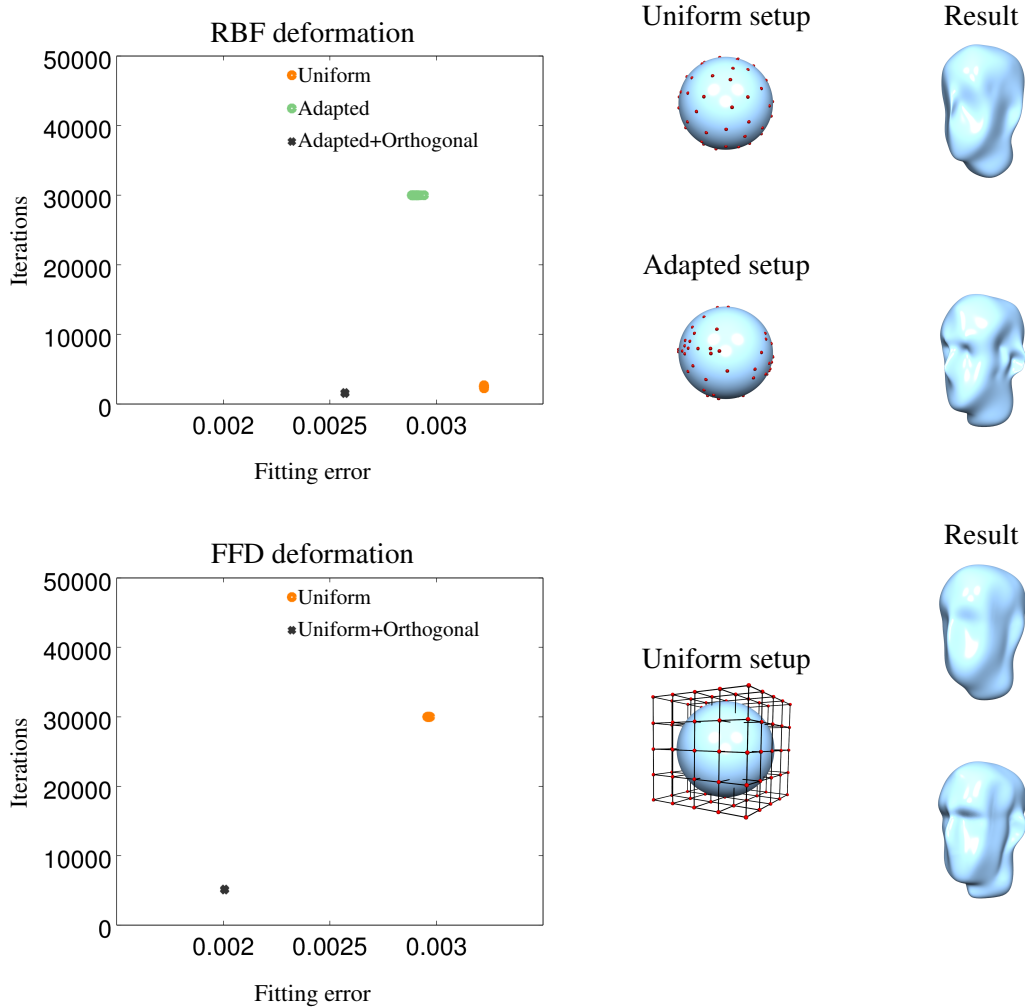 RBF deformation
50000
40000
30000
20000
10000
0
Iterations
Uniform
Adapted
Adapted+Orthogonal
0.002 0.0025 0.003
Fitting error
Uniform setup
Result
Adapted setup
FFD deformation
50000
40000
30000
20000
10000
0
Iterations
Uniform
Uniform+Orthogonal
0.002 0.0025 0.003
Fitting error
Uniform setup
Result